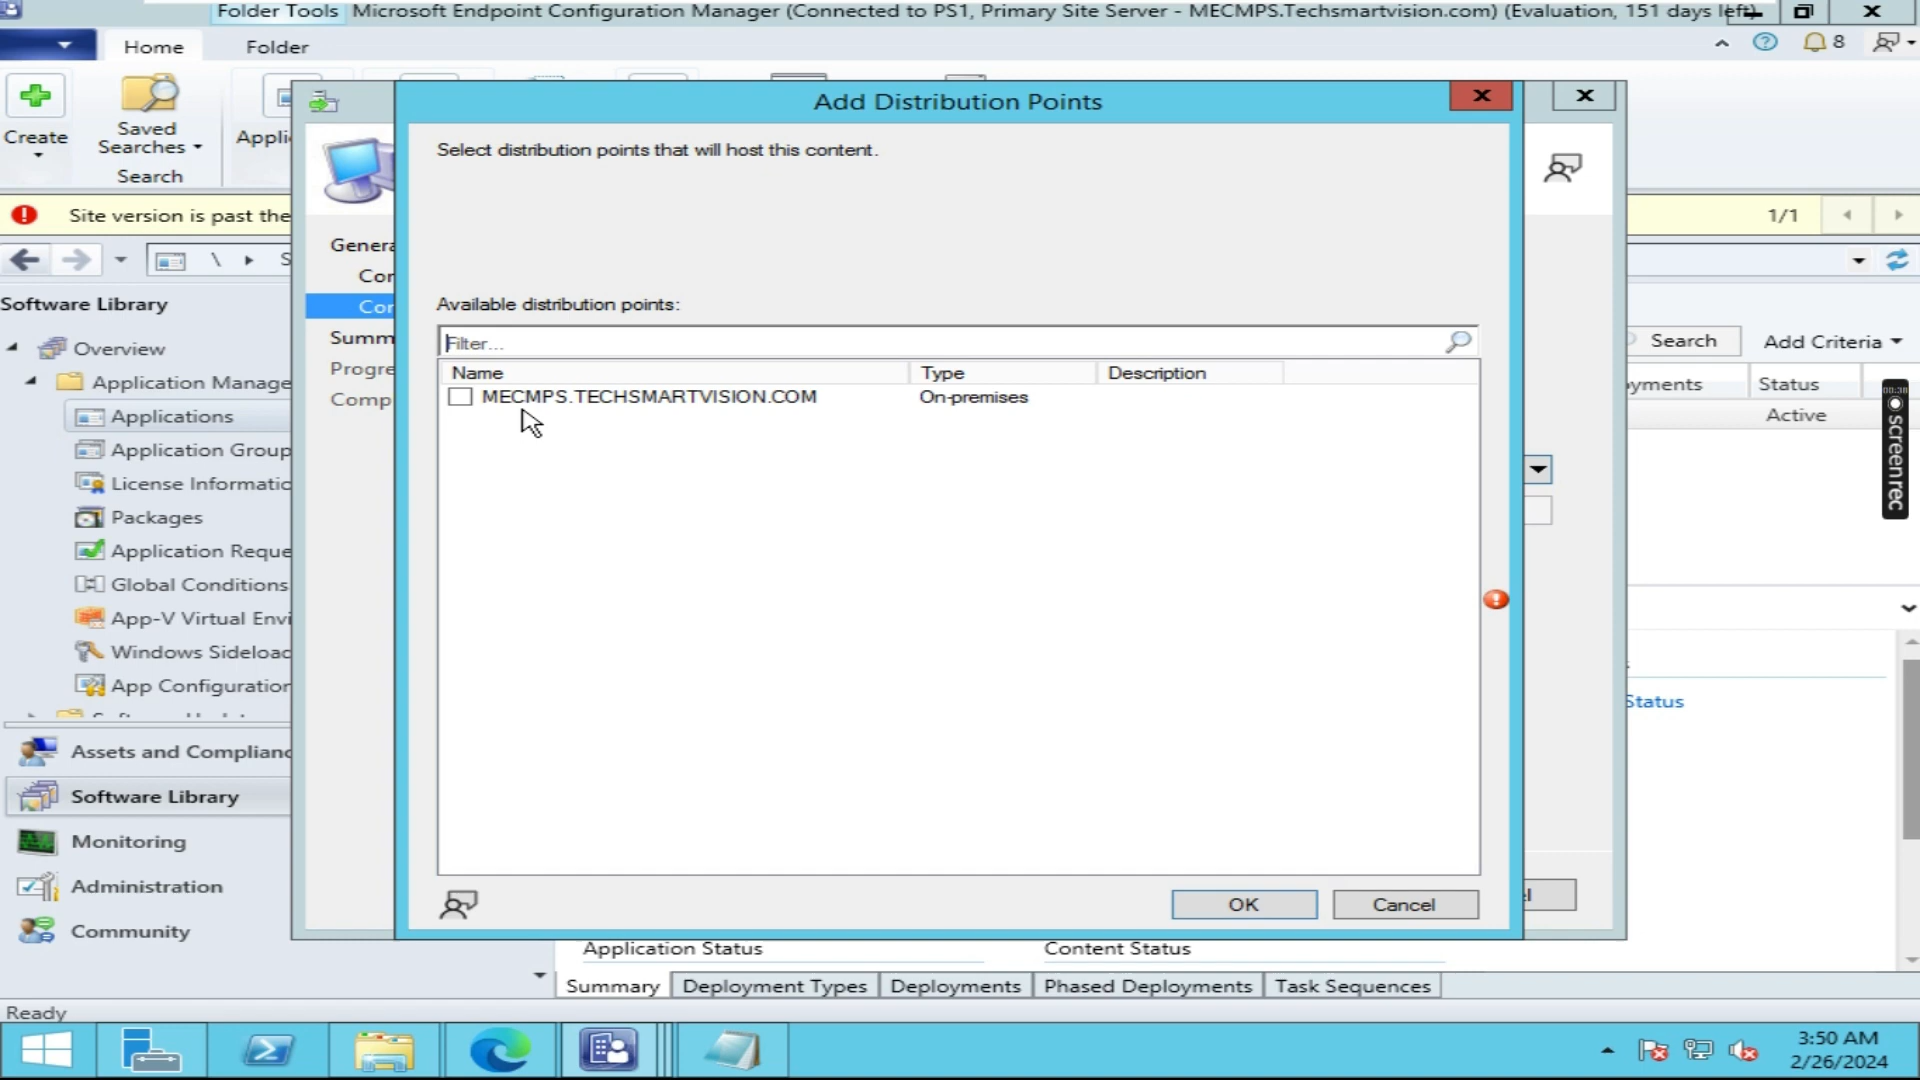 Folder Tools
Microsoft Endpoint Configuration Manager (Connected to PS1, Primary Site Server - MECMPS.Techsmartvision.com) (Evaluation, 151 days left)
Home
Folder
8
Create
Saved
Searches
Search
Appli
Add Distribution Points
Select distribution points that will host this content.
Site version is past the
1/1
Genera
Cor
Cor
Summ
Progre
Comp
\
S
Software Library
Overview
Application Manage
Applications
Application Group
License Informatic
Packages
Application Reque
Global Conditions
App-V Virtual Envi
Windows Sideload
App Configuration
Assets and Complianc
Software Library
Monitoring
Administration
Community
Available distribution points:
Filter...
Name
Type
Description
MECMPS.TECHSMARTVISION.COM
On-premises
OK
Cancel
Search
Add Criteria
yments
Status
Active
00:30
screenrec
Status
Application Status
Content Status
Summary
Deployment Types
Deployments
Phased Deployments
Task Sequences
Ready
3:50 AM
2/26/2024